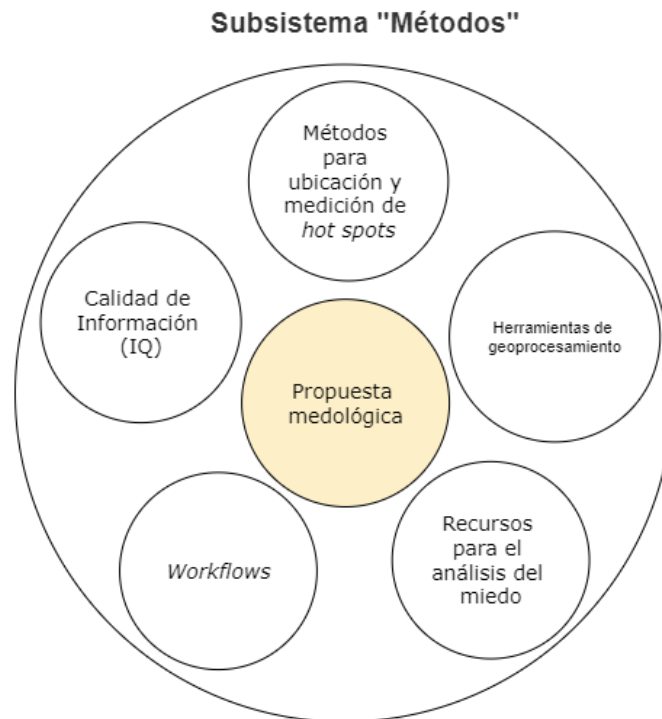 Subsistema "Métodos"
Métodos
para
ubicación y
medición de
hot spots
Calidad de
Información
(IQ)
Herramientas de
geoprocesamiento
Propuesta
medológica
Workflows
Recursos
para el
análisis del
miedo